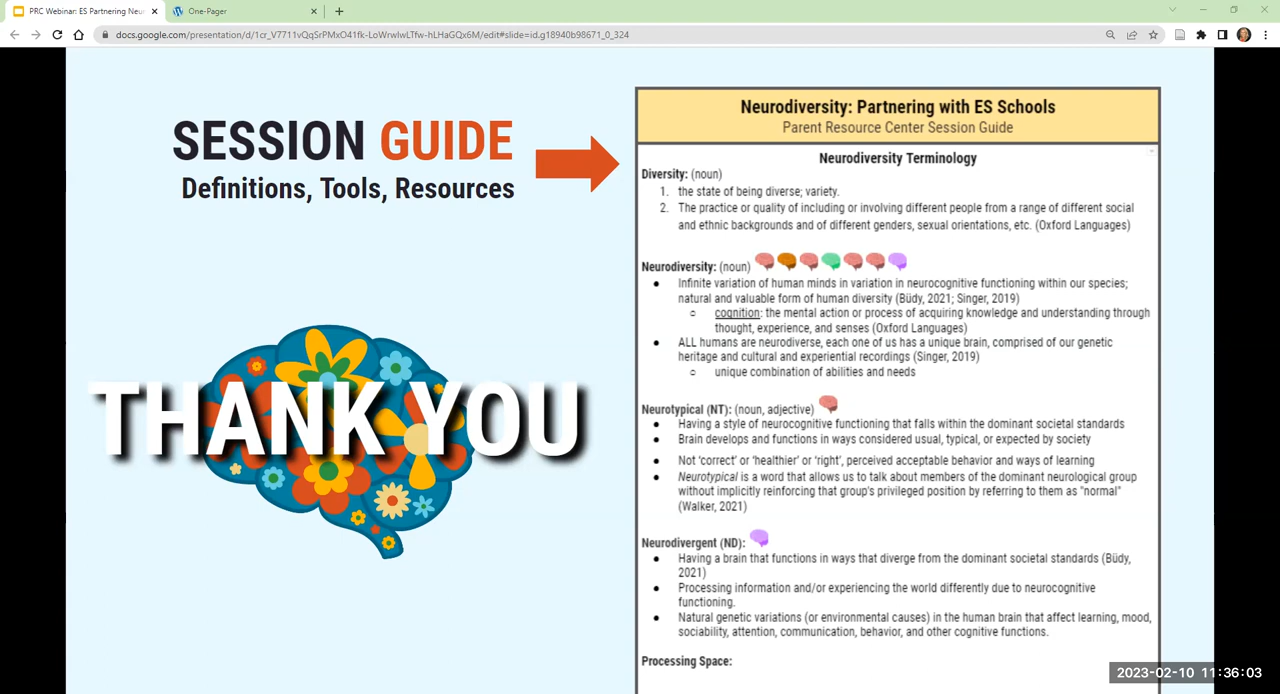 PRC Webinar: ES Partnering Neu
One-Pager
docs.google.com/presentation/d/1cr_V7711vQqSrPMxO41fk-LoWrwIwLTfw-hLHaGQx6M/edit#slide=id.g18940b98671_0_324
SESSION GUIDE
Definitions, Tools, Resources
THANK YOU
Neurodiversity: Partnering with ES Schools
Parent Resource Center Session Guide
Neurodiversity Terminology
Diversity: (noun)
1. the state of being diverse; variety.
2. The practice or quality of including or involving different people from a range of different social
and ethnic backgrounds and of different genders, sexual orientations, etc. (Oxford Languages)
Neurodiversity: (noun)
● Infinite variation of human minds in variation in neurocognitive functioning within our species;
natural and valuable form of human diversity (Büdy, 2021; Singer, 2019)
○ cognition: the mental action or process of acquiring knowledge and understanding through
thought, experience, and senses (Oxford Languages)
● ALL humans are neurodiverse, each one of us has a unique brain, comprised of our genetic
heritage and cultural and experiential recordings (Singer, 2019)
○ unique combination of abilities and needs
Neurotypical (NT): (noun, adjective)
● Having a style of neurocognitive functioning that falls within the dominant societal standards
● Brain develops and functions in ways considered usual, typical, or expected by society
● Not ‘correct’ or ‘healthier’ or ‘right’, perceived acceptable behavior and ways of learning
● Neurotypical is a word that allows us to talk about members of the dominant neurological group
without implicitly reinforcing that group's privileged position by referring to them as "normal"
(Walker, 2021)
Neurodivergent (ND):
● Having a brain that functions in ways that diverge from the dominant societal standards (Büdy,
2021)
● Processing information and/or experiencing the world differently due to neurocognitive
functioning.
● Natural genetic variations (or environmental causes) in the human brain that affect learning, mood,
sociability, attention, communication, behavior, and other cognitive functions.
Processing Space:
2023-02-10 11:36:03